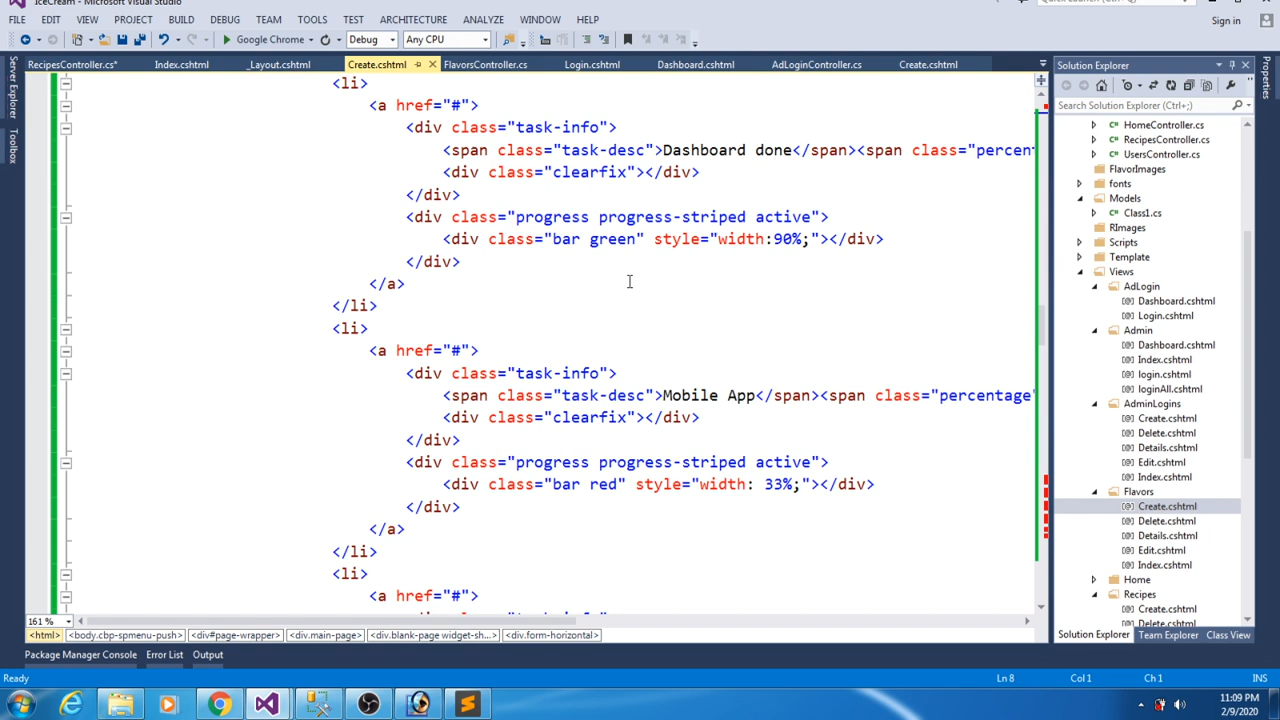 IceCream - Microsoft Visual Studio
FILE EDIT VIEW PROJECT BUILD DEBUG TEAM TOOLS TEST ARCHITECTURE ANALYZE WINDOW HELP Sign in
Google Chrome Debug Any CPU
RecipesController.cs* Index.cshtml _Layout.cshtml Create.cshtml FlavorsController.cs Login.cshtml Dashboard.cshtml AdLoginController.cs Create.cshtml
Server Explorer
Toolbox
<li>
<a href="#">
<div class="task-info">
<span class="task-desc">Dashboard done</span><span class="percen
<div class="clearfix"></div>
</div>
<div class="progress progress-striped active">
<div class="bar green" style="width:90%;"></div>
</div>
</a>
</li>
<li>
<a href="#">
<div class="task-info">
<span class="task-desc">Mobile App</span><span class="percentage"
<div class="clearfix"></div>
</div>
<div class="progress progress-striped active">
<div class="bar red" style="width: 33%;"></div>
</div>
</a>
</li>
<li>
<a href="#">
161 %
<html> <body.cbp-spmenu-push> <div#page-wrapper> <div.main-page> <div.blank-page widget-sh... <div.form-horizontal>
Package Manager Console Error List Output
Solution Explorer
Search Solution Explorer (Ctrl+;)
HomeController.cs
RecipesController.cs
UsersController.cs
FlavorImages
fonts
Models
Class1.cs
RImages
Scripts
Template
Views
AdLogin
Dashboard.cshtml
Login.cshtml
Admin
Dashboard.cshtml
Index.cshtml
login.cshtml
loginAll.cshtml
AdminLogins
Create.cshtml
Delete.cshtml
Details.cshtml
Edit.cshtml
Index.cshtml
Flavors
Create.cshtml
Delete.cshtml
Details.cshtml
Edit.cshtml
Index.cshtml
Home
Recipes
Create.cshtml
Delete.cshtml
Solution Explorer Team Explorer Class View
Properties
Ready Ln 8 Col 1 Ch 1 INS
11:09 PM
2/9/2020